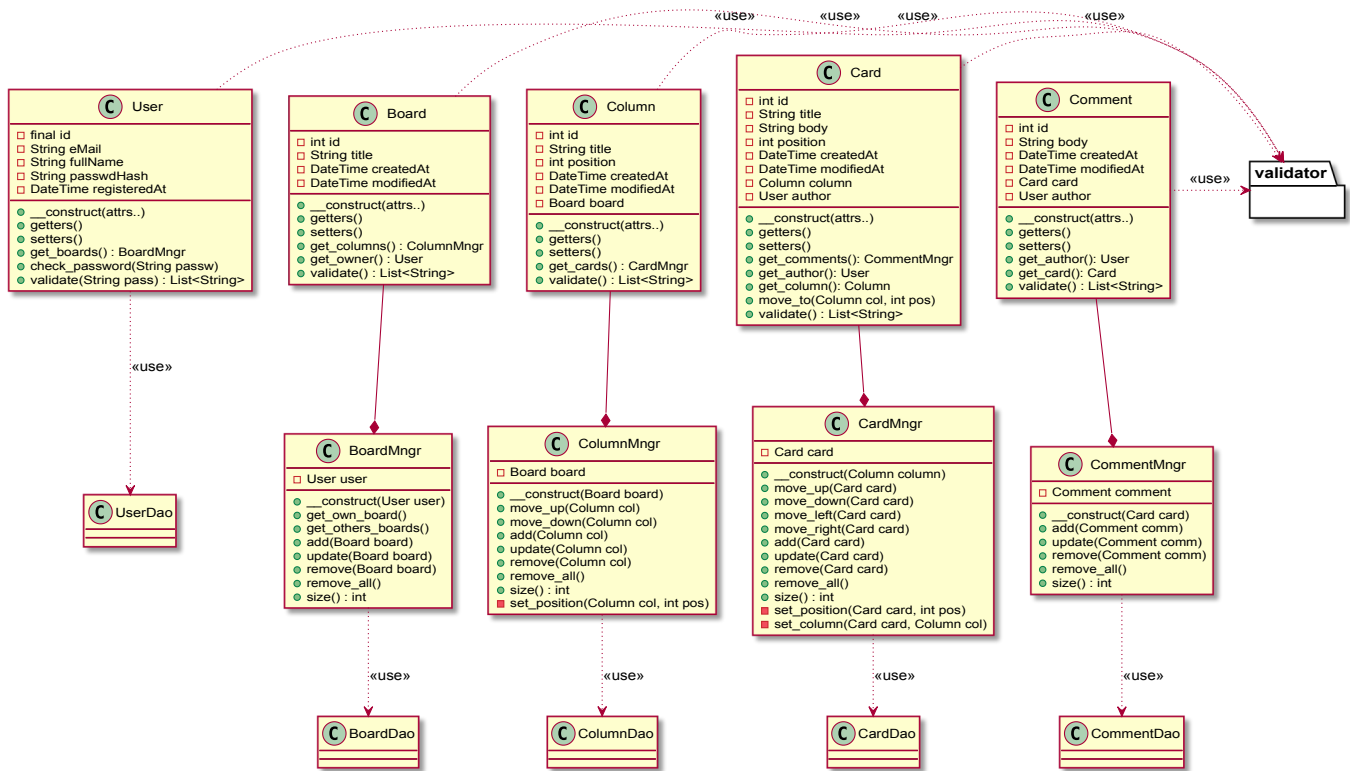 «use»
«use»
«use»
«use»
C User
final id
String eMail
String fullName
String passwdHash
DateTime registeredAt
__construct(attrs..)
getters()
setters()
get_boards() : BoardMngr
check_password(String passw)
validate(String pass) : List<String>
C Board
int id
String title
DateTime createdAt
DateTime modifiedAt
__construct(attrs..)
getters()
setters()
get_columns() : ColumnMngr
get_owner() : User
validate() : List<String>
C Column
int id
String title
int position
DateTime createdAt
DateTime modifiedAt
Board board
__construct(attrs..)
getters()
setters()
get_cards() : CardMngr
validate() : List<String>
C Card
int id
String title
String body
int position
DateTime createdAt
DateTime modifiedAt
Column column
User author
__construct(attrs..)
getters()
setters()
get_comments(): CommentMngr
get_author(): User
get_column(): Column
move_to(Column col, int pos)
validate() : List<String>
C Comment
int id
String body
DateTime createdAt
DateTime modifiedAt
Card card
User author
__construct(attrs..)
getters()
setters()
get_author(): User
get_card(): Card
validate() : List<String>
«use»
validator
«use»
C UserDao
C BoardMngr
User user
__construct(User user)
get_own_board()
get_others_boards()
add(Board board)
update(Board board)
remove(Board board)
remove_all()
size() : int
C ColumnMngr
Board board
__construct(Board board)
move_up(Column col)
move_down(Column col)
add(Column col)
update(Column col)
remove(Column col)
remove_all()
size() : int
set_position(Column col, int pos)
C CardMngr
Card card
__construct(Column column)
move_up(Card card)
move_down(Card card)
move_left(Card card)
move_right(Card card)
add(Card card)
update(Card card)
remove(Card card)
remove_all()
size() : int
set_position(Card card, int pos)
set_column(Card card, Column col)
C CommentMngr
Comment comment
__construct(Card card)
add(Comment comm)
update(Comment comm)
remove(Comment comm)
remove_all()
size() : int
«use»
«use»
«use»
«use»
C BoardDao
C ColumnDao
C CardDao
C CommentDao